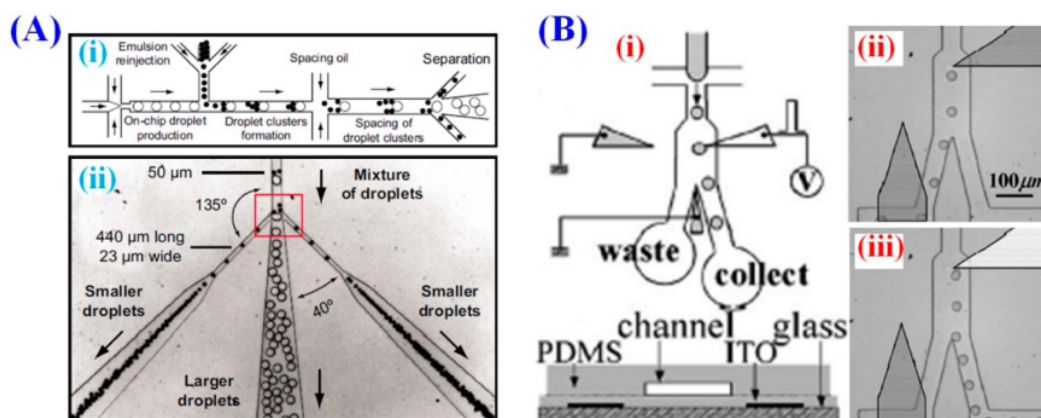 (A)
(i)
Emulsion
reinjection
Spacing oil
Separation
On-chip droplet
production
Droplet clusters
formation
Spacing of
droplet clusters
(ii)
50 µm
Mixture
of droplets
135°
440 µm long
23 µm wide
Smaller
droplets
40°
Smaller
droplets
Larger
droplets
(B)
(i)
V
waste
collect
channel
glass
PDMS
ITO
(ii)
100µm
(iii)